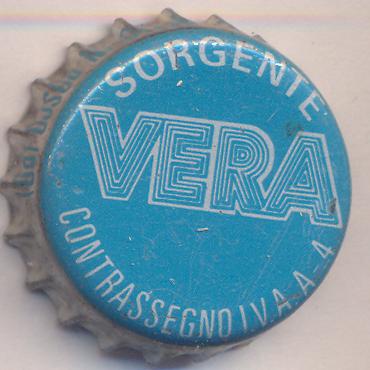 SORGENTE
VERA
CONTRASSEGNO I V A A-4